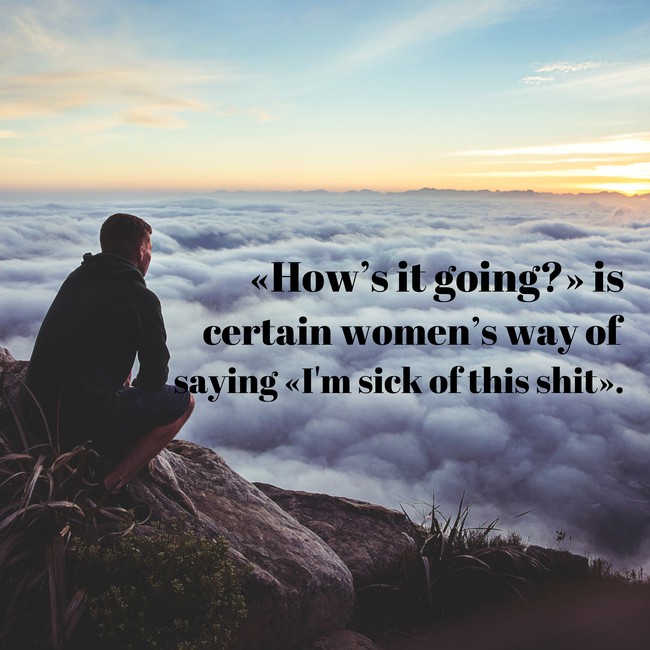 «How’s it going?» is
certain women’s way of
saying «I'm sick of this shit».